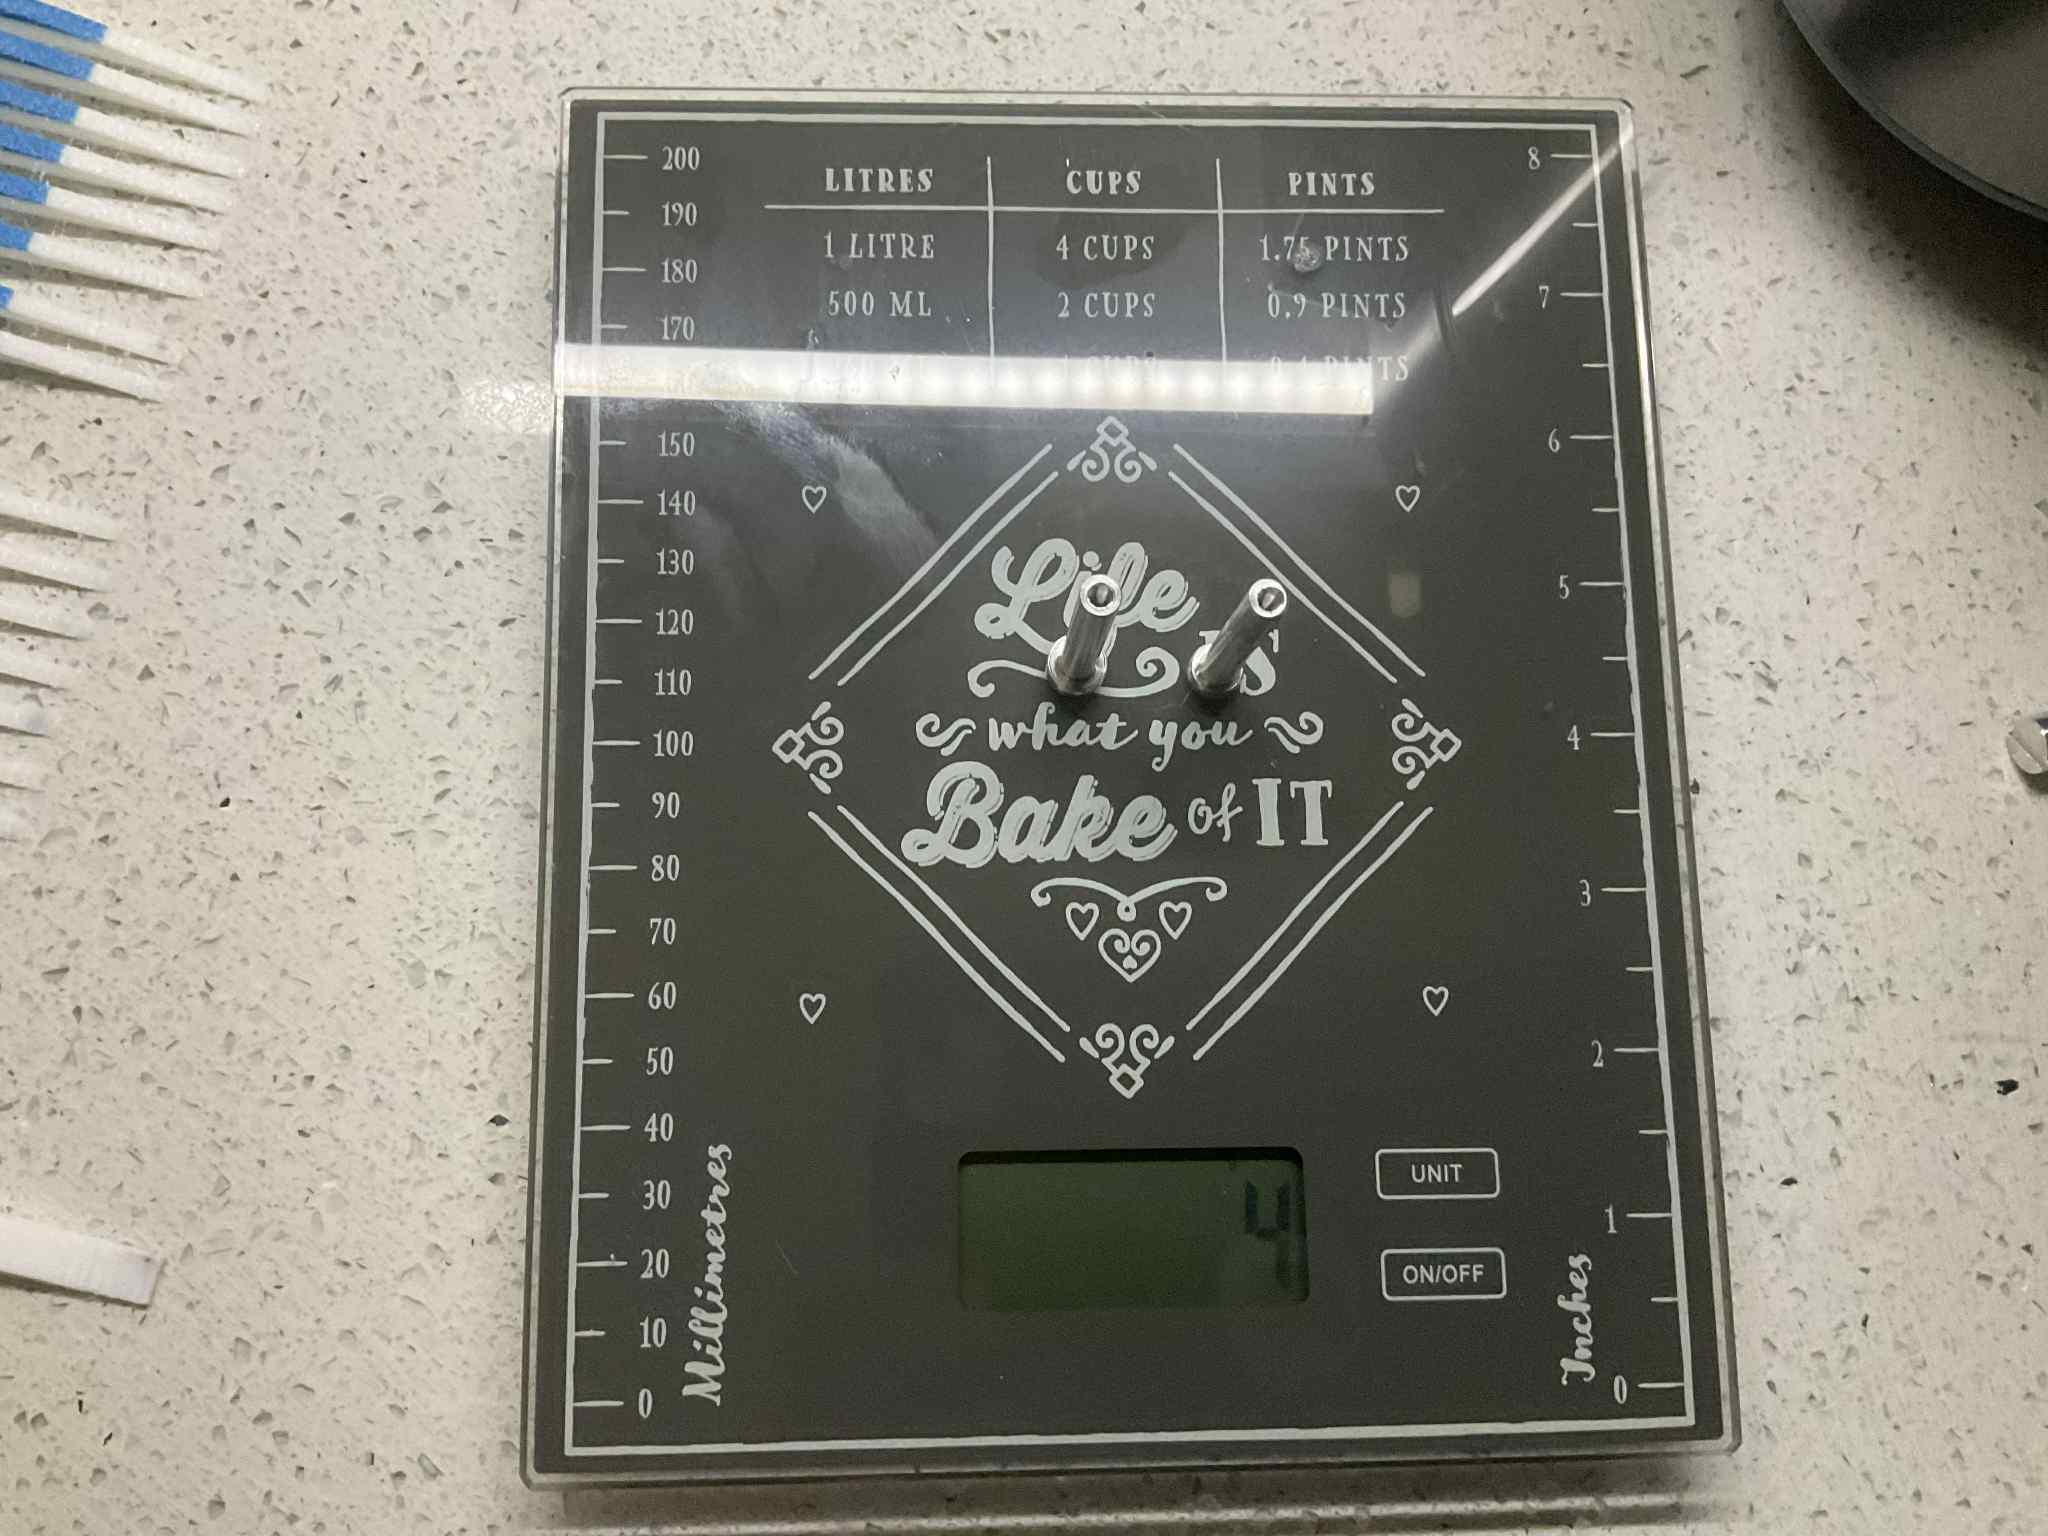 LITRES CUPS PINTS
1 LITRE 4 CUPS 1.75 PINTS
500 ML 2 CUPS 0.9 PINTS
200
190
180
170
150
140
130
120
110
100
90
80
70
60
50
40
30
20
10
0
Millimetres
Life
is
what you
Bake of IT
8
7
6
5
4
3
2
1
0
Inches
4
UNIT
ON/OFF